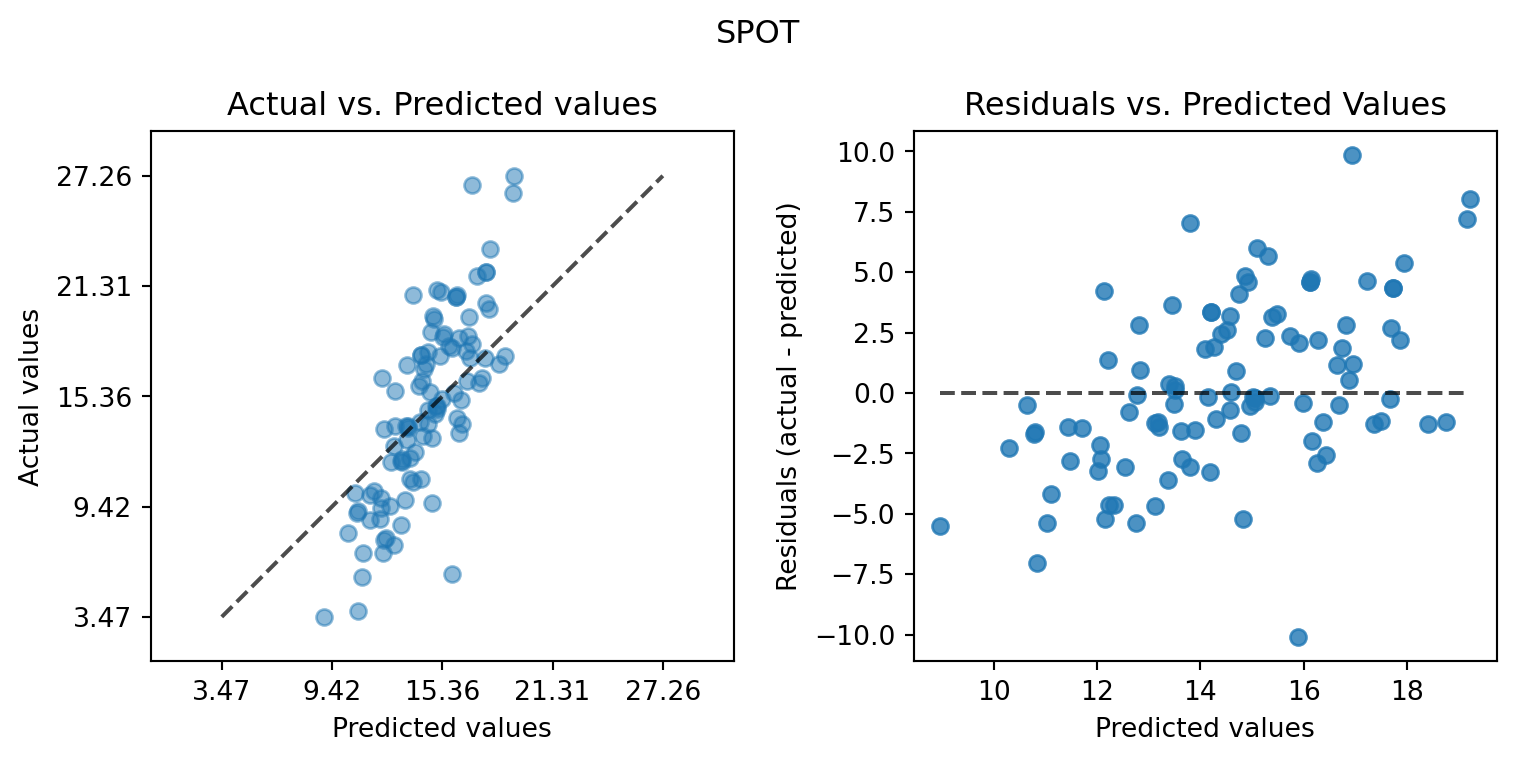 SPOT
Actual vs. Predicted values
Actual values
27.26
21.31
15.36
9.42
3.47
3.47 9.42 15.36 21.31 27.26
Predicted values
Residuals vs. Predicted Values
Residuals (actual - predicted)
10.0
7.5
5.0
2.5
0.0
−2.5
−5.0
−7.5
−10.0
10 12 14 16 18
Predicted values